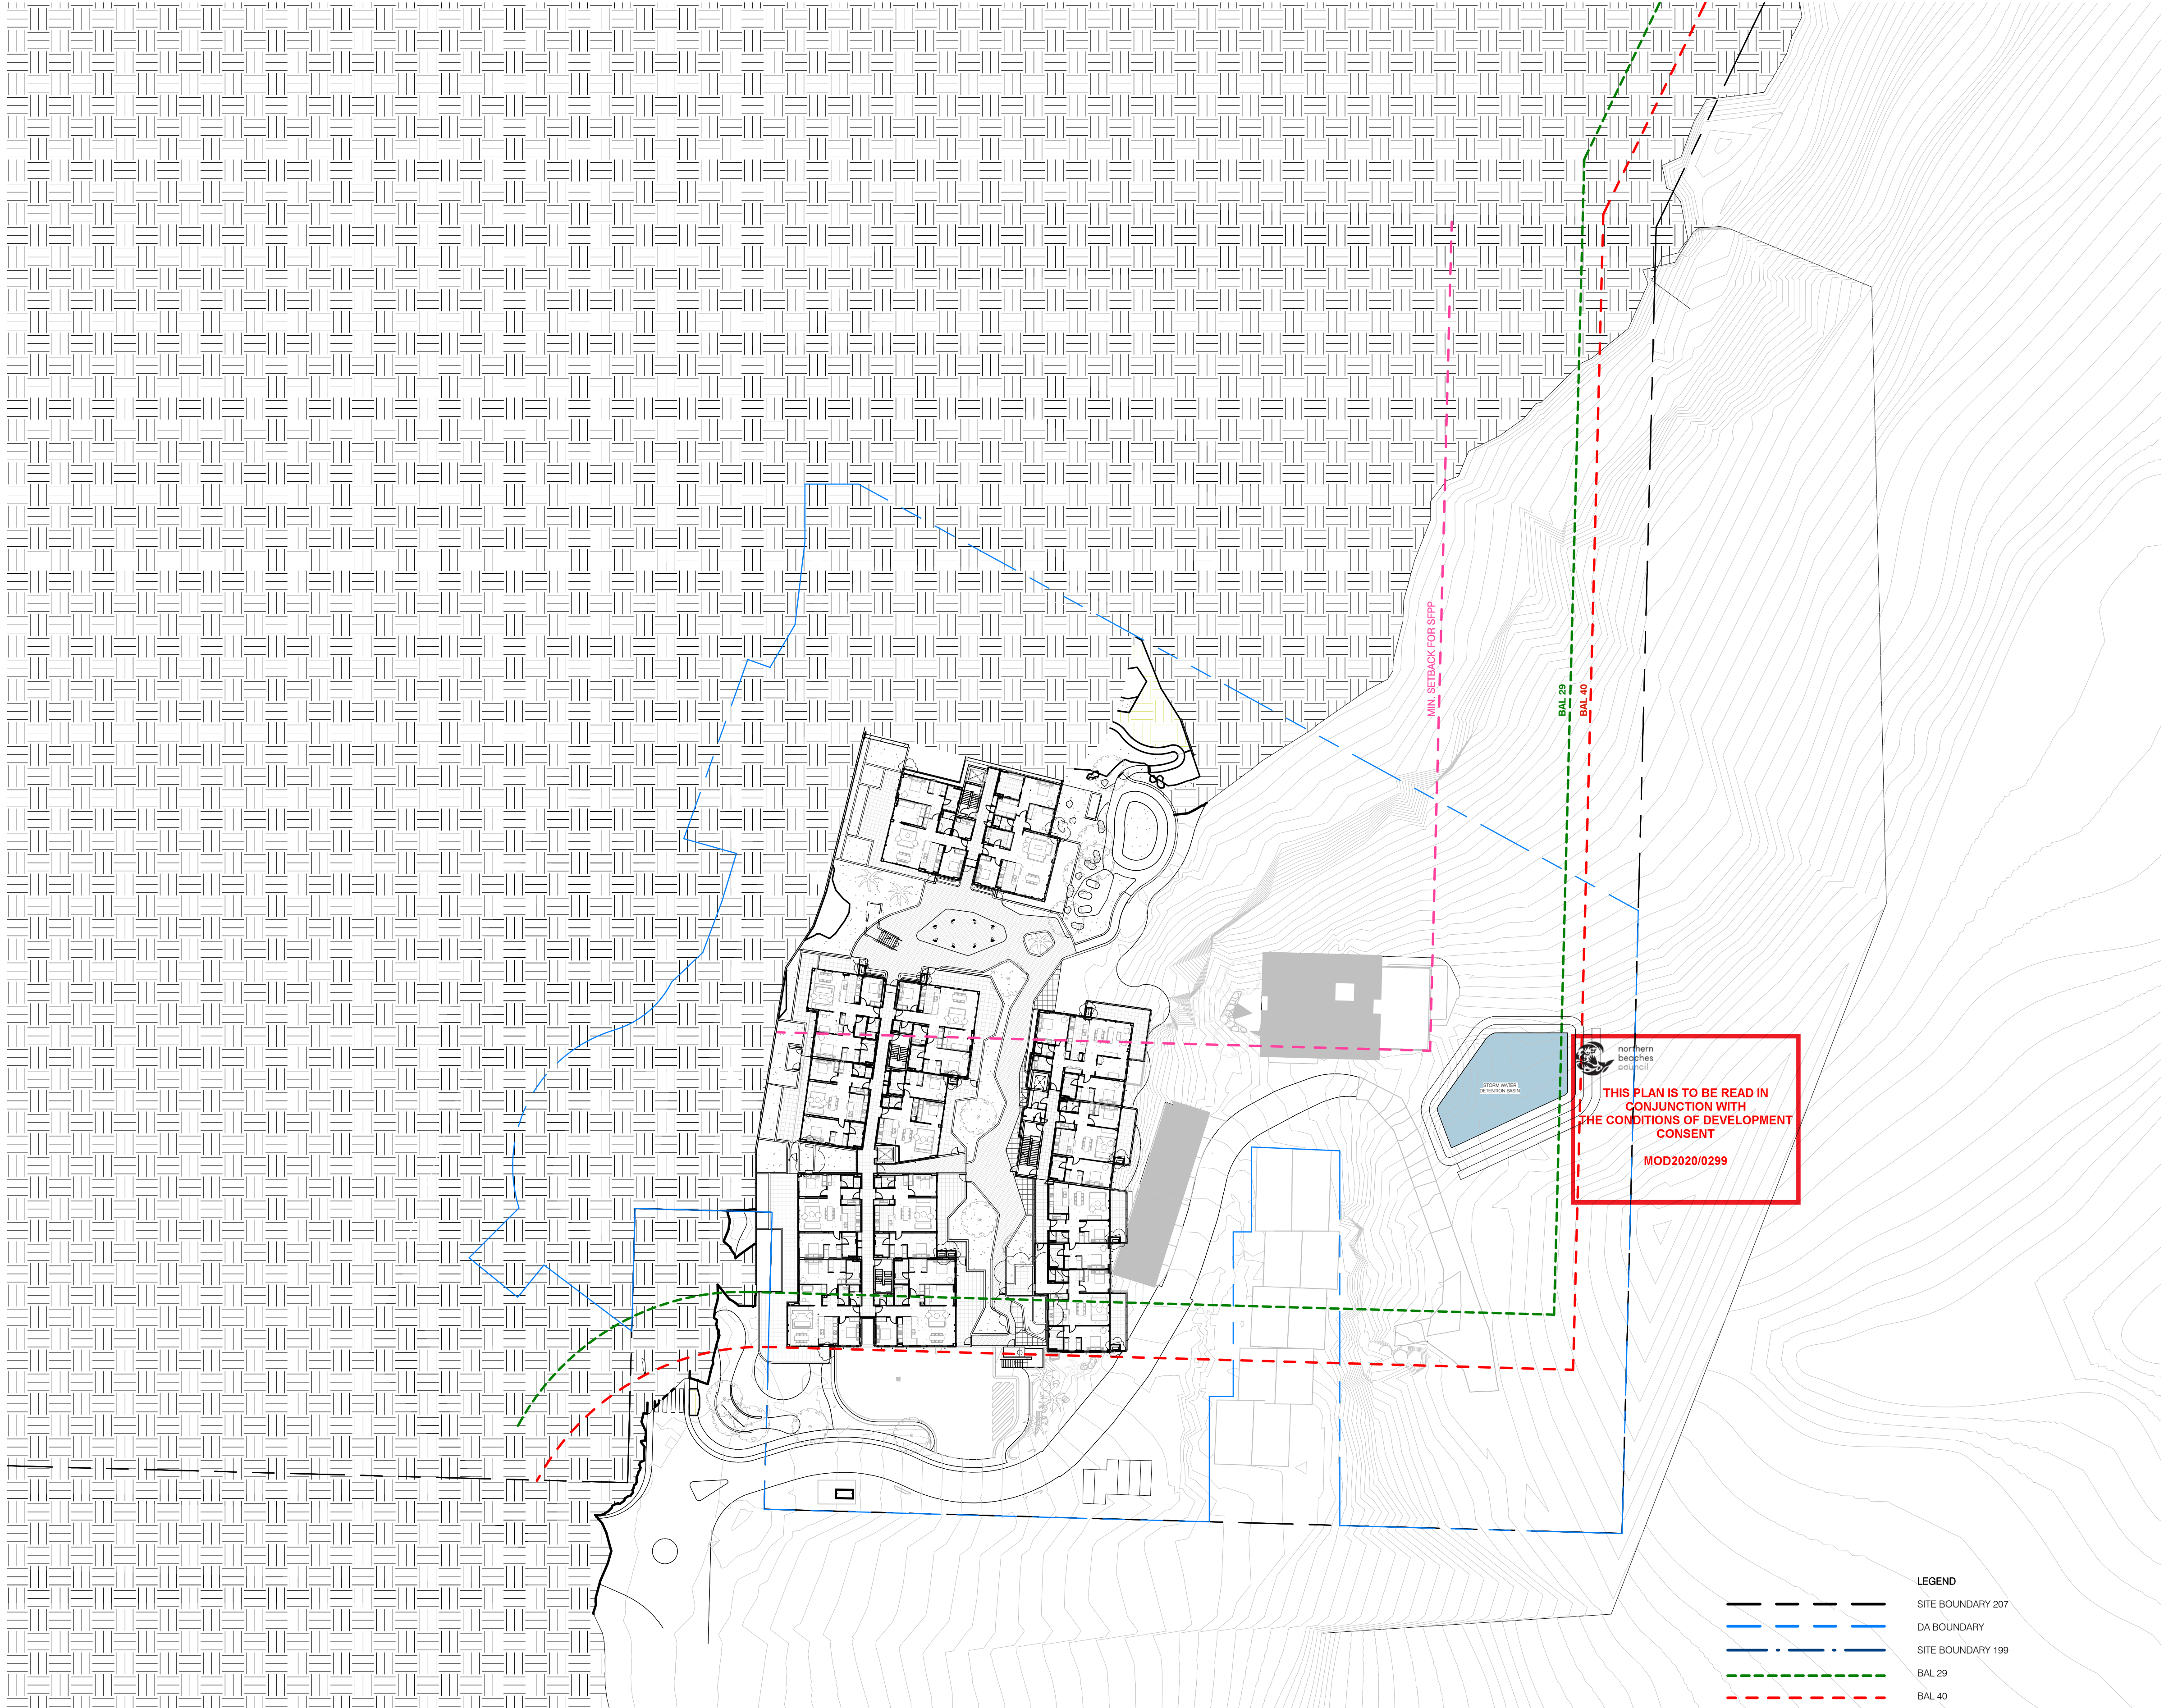 MIN. SETBACK FOR SFPP
BAL 29
BAL 40
STORM WATER
DETENTION BASIN
northern
beaches
council
THIS PLAN IS TO BE READ IN
CONJUNCTION WITH
THE CONDITIONS OF DEVELOPMENT
CONSENT
MOD2020/0299
LEGEND
SITE BOUNDARY 207
DA BOUNDARY
SITE BOUNDARY 199
BAL 29
BAL 40